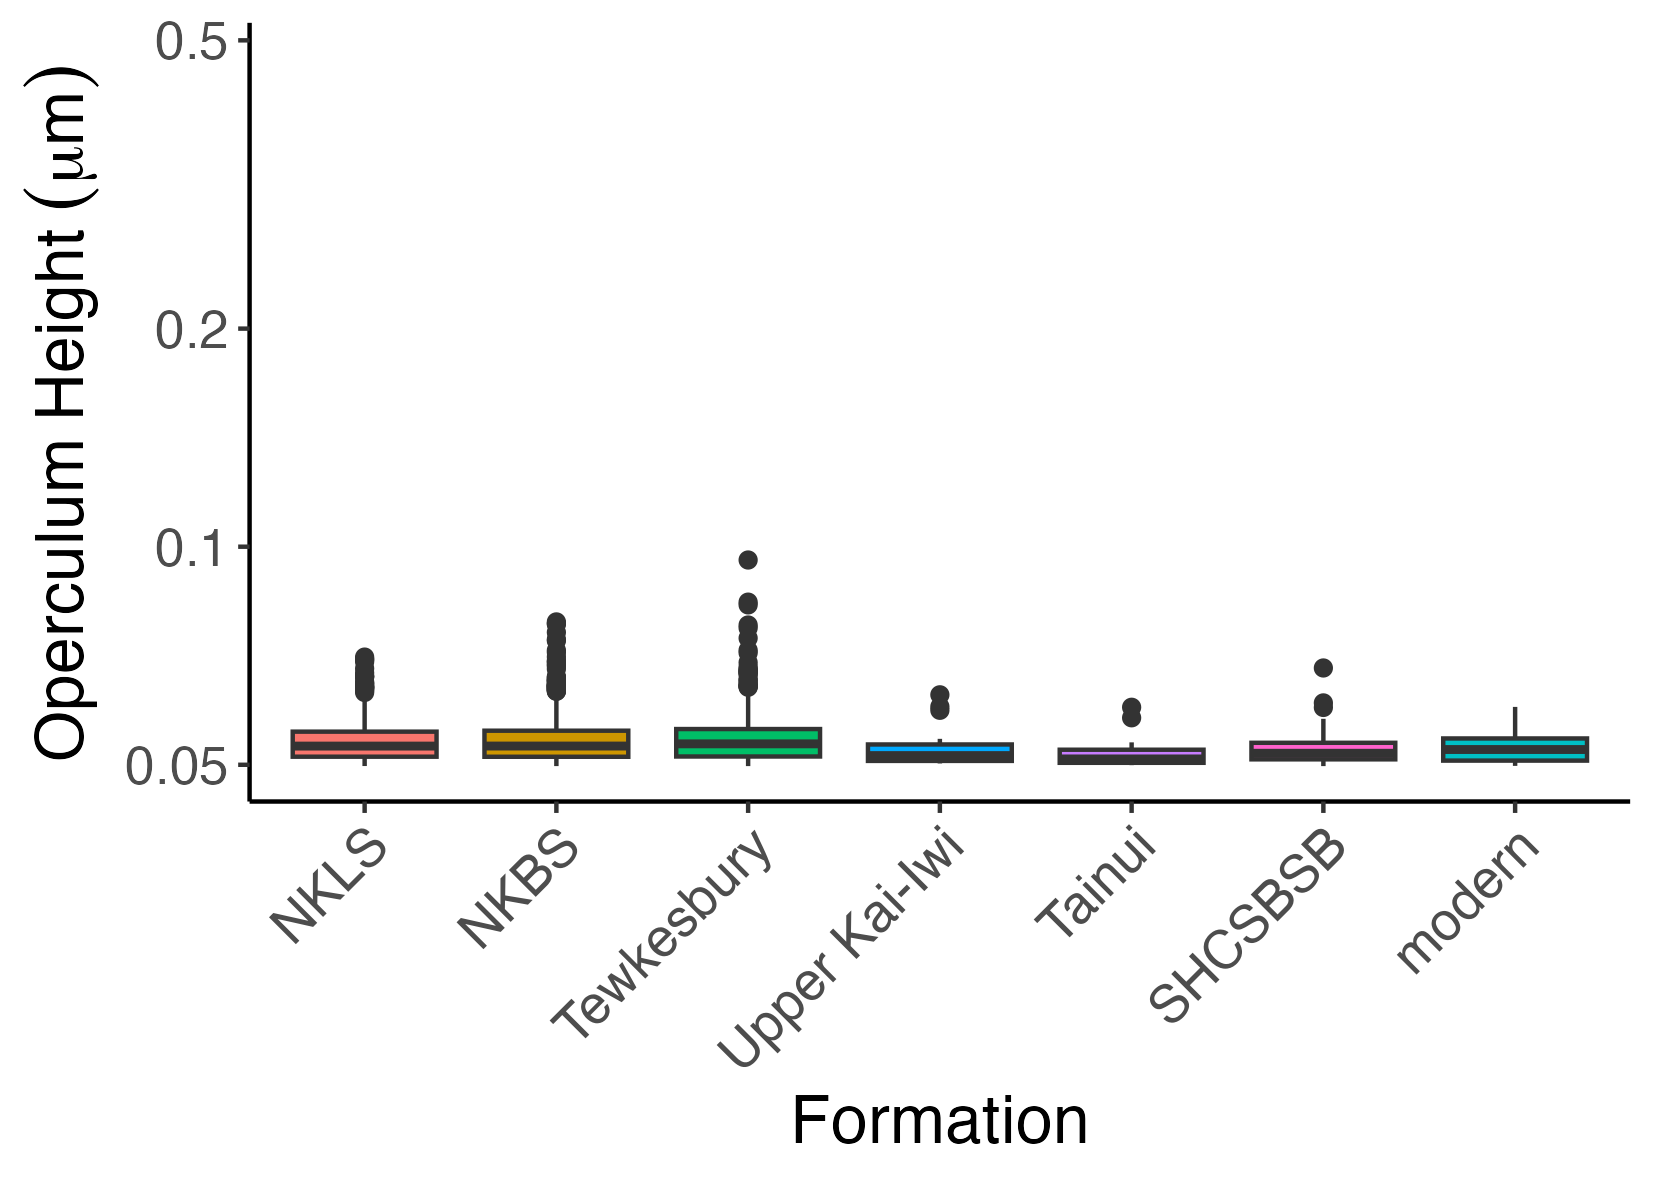 Operculum Height (μm)
0.5
0.2
0.1
0.05
NKLS
NKBS
Tewkesbury
Upper Kai-Iwi
Tainui
SHCSBSB
modern
Formation